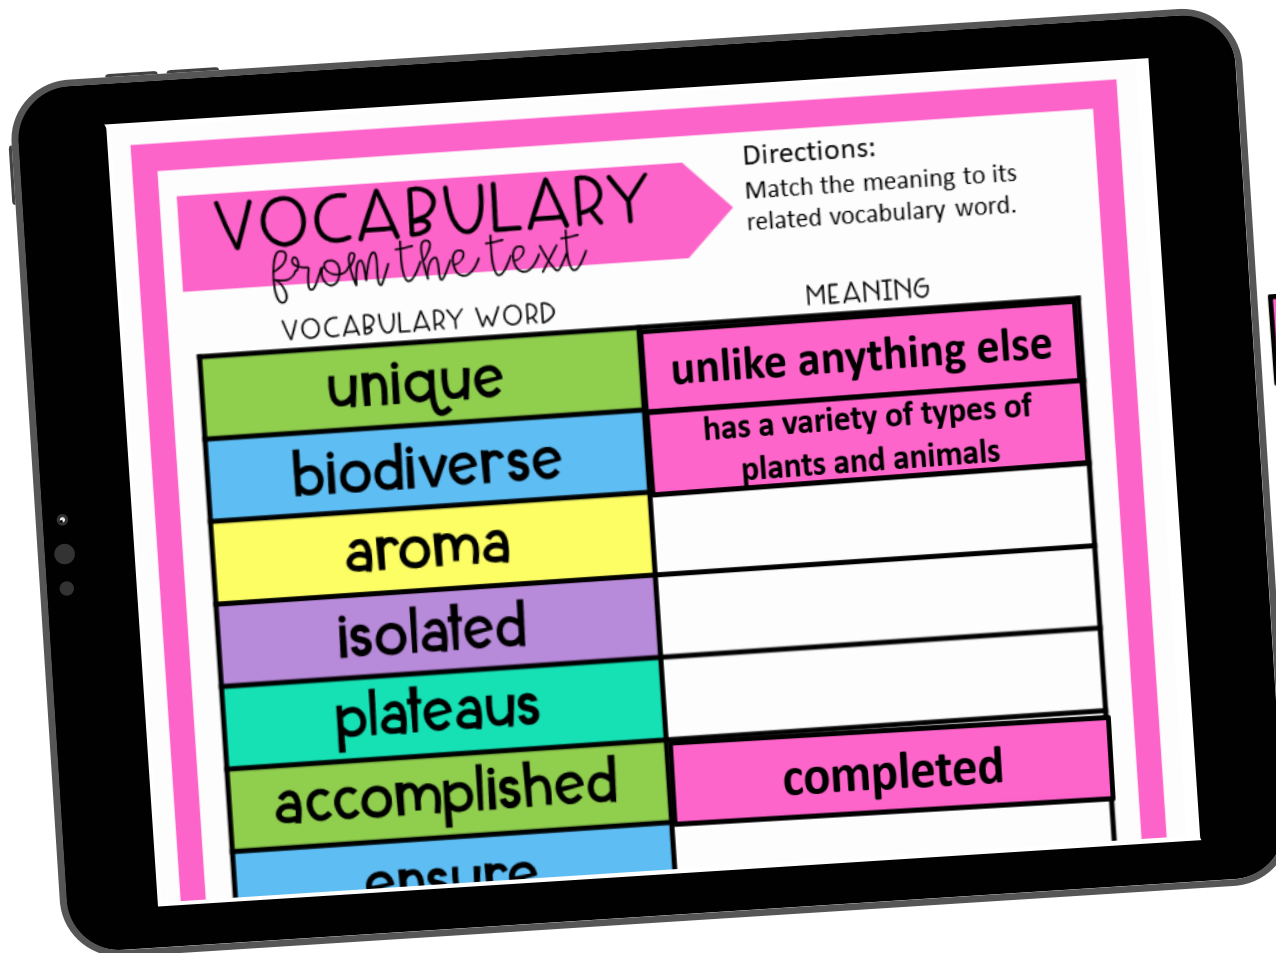 VOCABULARY
from the text
Directions:
Match the meaning to its
related vocabulary word.
VOCABULARY WORD
MEANING
unique
unlike anything else
biodiverse
has a variety of types of
plants and animals
aroma
isolated
plateaus
accomplished
completed
ensure